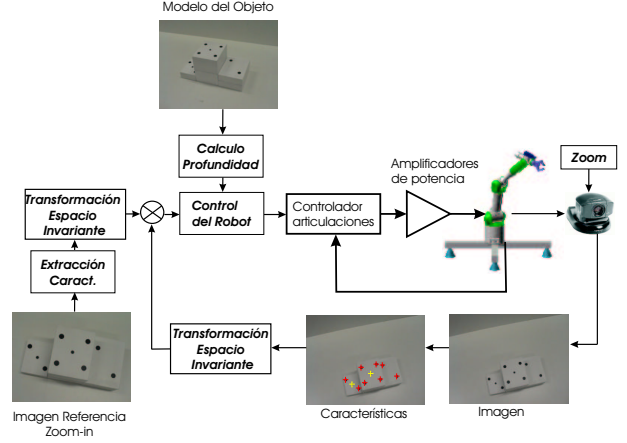 Modelo del Objeto
Calculo
Profundidad
Amplificadores
de potencia
Zoom
Transformación
Espacio
Invariante
Control
del Robot
Controlador
articulaciones
Extracción
Caract.
Transformación
Espacio
Invariante
Imagen Referencia
Zoom-in
Características
Imagen